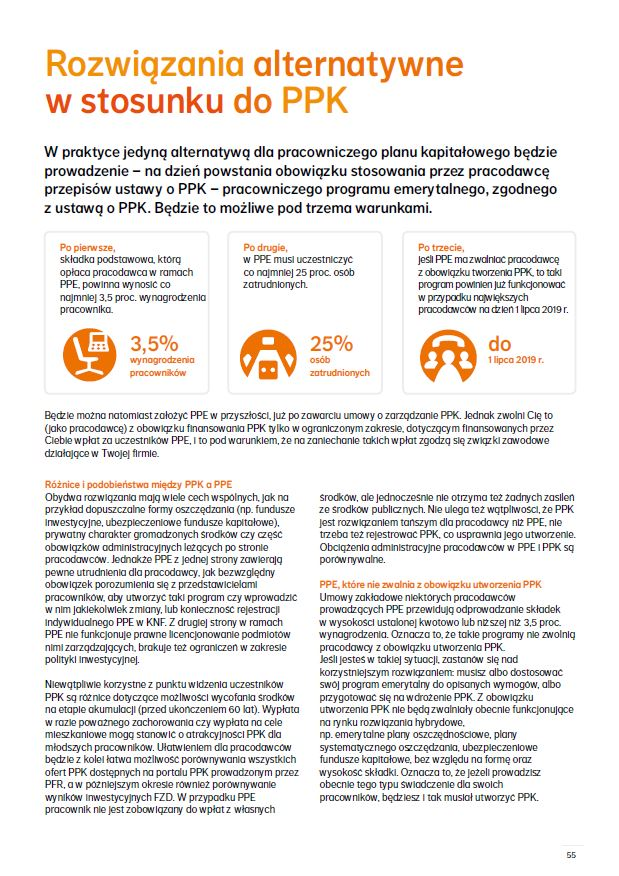 Rozwiązania alternatywne
w stosunku do PPK
W praktyce jedyną alternatywą dla pracowniczego planu kapitałowego będzie
prowadzenie – na dzień powstania obowiązku stosowania przez pracodawcę
przepisów ustawy o PPK – pracowniczego programu emerytalnego, zgodnego
z ustawą o PPK. Będzie to możliwe pod trzema warunkami.
Po pierwsze,
składka podstawowa, którą
opłaca pracodawca w ramach
PPE, powinna wynosić co
najmniej 3,5 proc. wynagrodzenia
pracownika.
3,5%
wynagrodzenia
pracowników
Po drugie,
w PPE musi uczestniczyć
co najmniej 25 proc. osób
zatrudnionych.
25%
osób
zatrudnionych
Po trzecie,
jeśli PPE ma zwalniać pracodawcę
z obowiązku tworzenia PPK, to taki
program powinien już funkcjonować
w przypadku największych
pracodawców na dzień 1 lipca 2019 r.
do
1 lipca 2019 r.
Będzie można natomiast założyć PPE w przyszłości, już po zawarciu umowy o zarządzanie PPK. Jednak zwolni Cię to
(jako pracodawcę) z obowiązku finansowania PPK tylko w ograniczonym zakresie, dotyczącym finansowanych przez
Ciebie wpłat za uczestników PPE, i to pod warunkiem, że na zaniechanie takich wpłat zgodzą się związki zawodowe
działające w Twojej firmie.
Różnice i podobieństwa między PPK a PPE
Obydwa rozwiązania mają wiele cech wspólnych, jak na
przykład dopuszczalne formy oszczędzania (np. fundusze
inwestycyjne, ubezpieczeniowe fundusze kapitałowe),
prywatny charakter gromadzonych środków czy część
obowiązków administracyjnych leżących po stronie
pracodawców. Jednakże PPE z jednej strony zawierają
pewne utrudnienia dla pracodawcy, jak bezwzględny
obowiązek porozumienia się z przedstawicielami
pracowników, aby utworzyć taki program czy wprowadzić
w nim jakiekolwiek zmiany, lub konieczność rejestracji
indywidualnego PPE w KNF. Z drugiej strony w ramach
PPE nie funkcjonuje prawne licencjonowanie podmiotów
nimi zarządzających, brakuje też ograniczeń w zakresie
polityki inwestycyjnej.
Niewątpliwie korzystne z punktu widzenia uczestników
PPK są różnice dotyczące możliwości wycofania środków
na etapie akumulacji (przed ukończeniem 60 lat). Wypłata
w razie poważnego zachorowania czy wypłata na cele
mieszkaniowe mogą stanowić o atrakcyjności PPK dla
młodszych pracowników. Ułatwieniem dla pracodawców
będzie z kolei łatwa możliwość porównywania wszystkich
ofert PPK dostępnych na portalu PPK prowadzonym przez
PFR, a w późniejszym okresie również porównywanie
wyników inwestycyjnych FZD. W przypadku PPE
pracownik nie jest zobowiązany do wpłat z własnych
środków, ale jednocześnie nie otrzyma też żadnych zasileń
ze środków publicznych. Nie ulega też wątpliwości, że PPK
jest rozwiązaniem tańszym dla pracodawcy niż PPE, nie
trzeba też rejestrować PPK, co usprawnia jego utworzenie.
Obciążenia administracyjne pracodawców w PPE i PPK są
porównywalne.
PPE, które nie zwalnia z obowiązku utworzenia PPK
Umowy zakładowe niektórych pracodawców
prowadzących PPE przewidują odprowadzanie składek
w wysokości ustalonej kwotowo lub niższej niż 3,5 proc.
wynagrodzenia. Oznacza to, że takie programy nie zwolnią
pracodawcy z obowiązku utworzenia PPK.
Jeśli jesteś w takiej sytuacji, zastanów się nad
korzystniejszym rozwiązaniem: musisz albo dostosować
swój program emerytalny do opisanych wymogów, albo
przygotować się na wdrożenie PPK. Z obowiązku
utworzenia PPK nie będą zwalniały obecnie funkcjonujące
na rynku rozwiązania hybrydowe,
np. emerytalne plany oszczędnościowe, plany
systematycznego oszczędzania, ubezpieczeniowe
fundusze kapitałowe, bez względu na formę oraz
wysokość składki. Oznacza to, że jeżeli prowadzisz
obecnie tego typu świadczenie dla swoich
pracowników, będziesz i tak musiał utworzyć PPK.
55